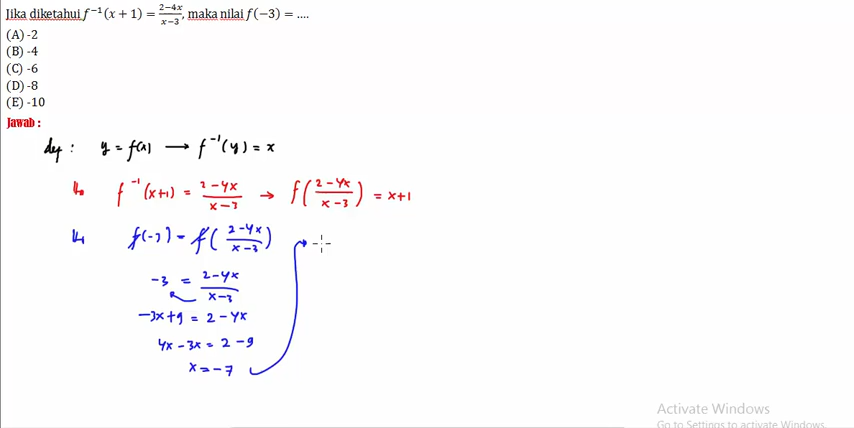 Jika diketahui f⁻¹(x + 1) = (2−4x)/(x−3), maka nilai f(−3) = ....
(A) -2
(B) -4
(C) -6
(D) -8
(E) -10
Jawab :
def : y = f(x) → f⁻¹(y) = x
f⁻¹(x+1) = (2−4x)/(x−3) → f((2−4x)/(x−3)) = x+1
f(−3) = f((2−4x)/(x−3))
−3 = (2−4x)/(x−3)
−3x+9 = 2−4x
4x−3x = 2−9
x = −7
Activate Windows
Go to Settings to activate Windows.